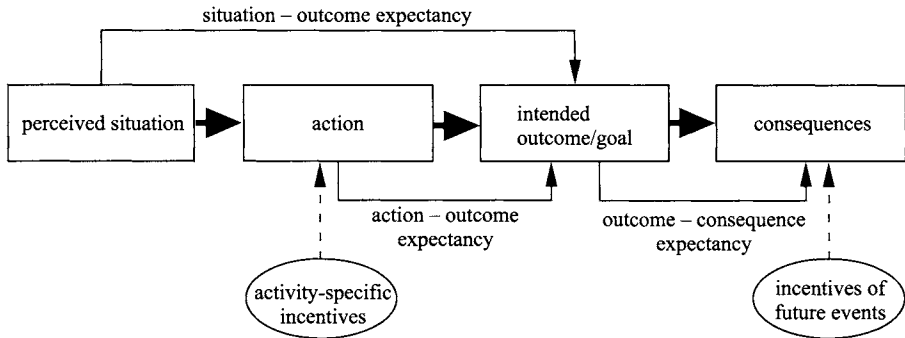 situation – outcome expectancy
perceived situation
action
intended
outcome/goal
consequences
action – outcome
expectancy
outcome – consequence
expectancy
activity-specific
incentives
incentives of
future events